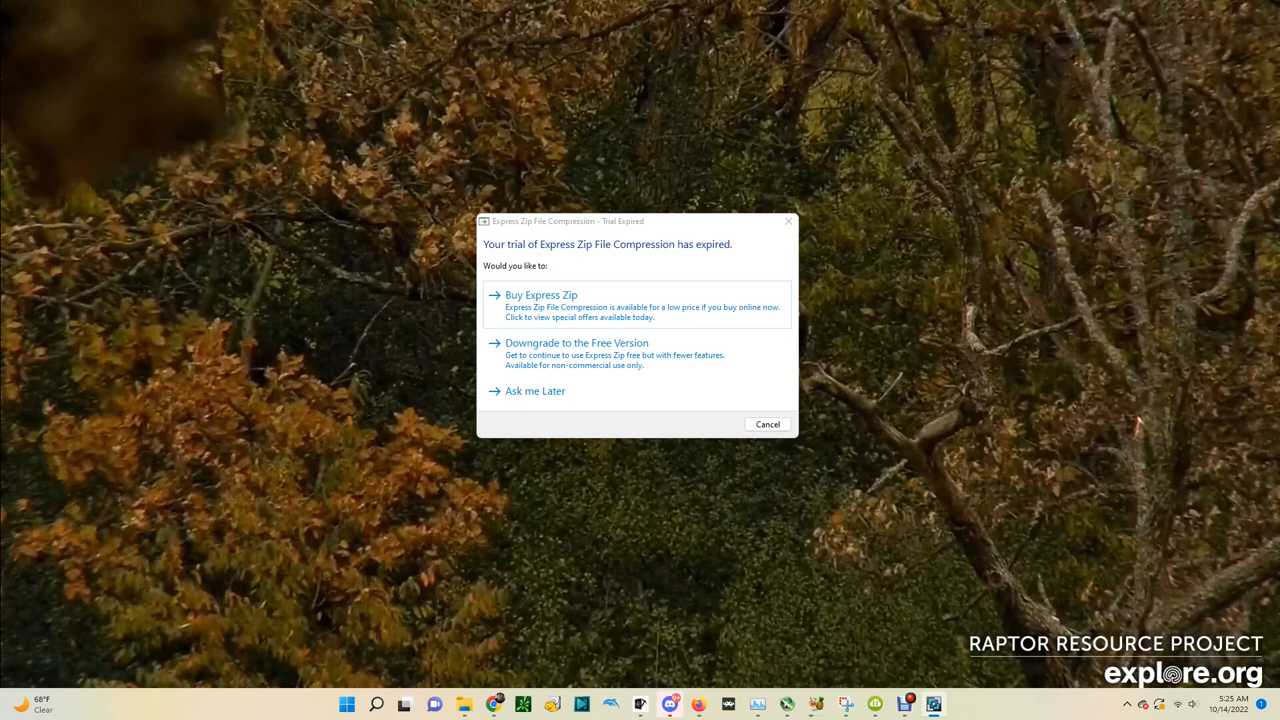 Express Zip File Compression - Trial Expired
Your trial of Express Zip File Compression has expired.
Would you like to:
Buy Express Zip
Express Zip File Compression is available for a low price if you buy online now.
Click to view special offers available today.
Downgrade to the Free Version
Get to continue to use Express Zip free but with fewer features.
Available for non-commercial use only.
Ask me Later
Cancel
RAPTOR RESOURCE PROJECT
explore.org
68°F
Clear
9+
5:25 AM
10/14/2022
1